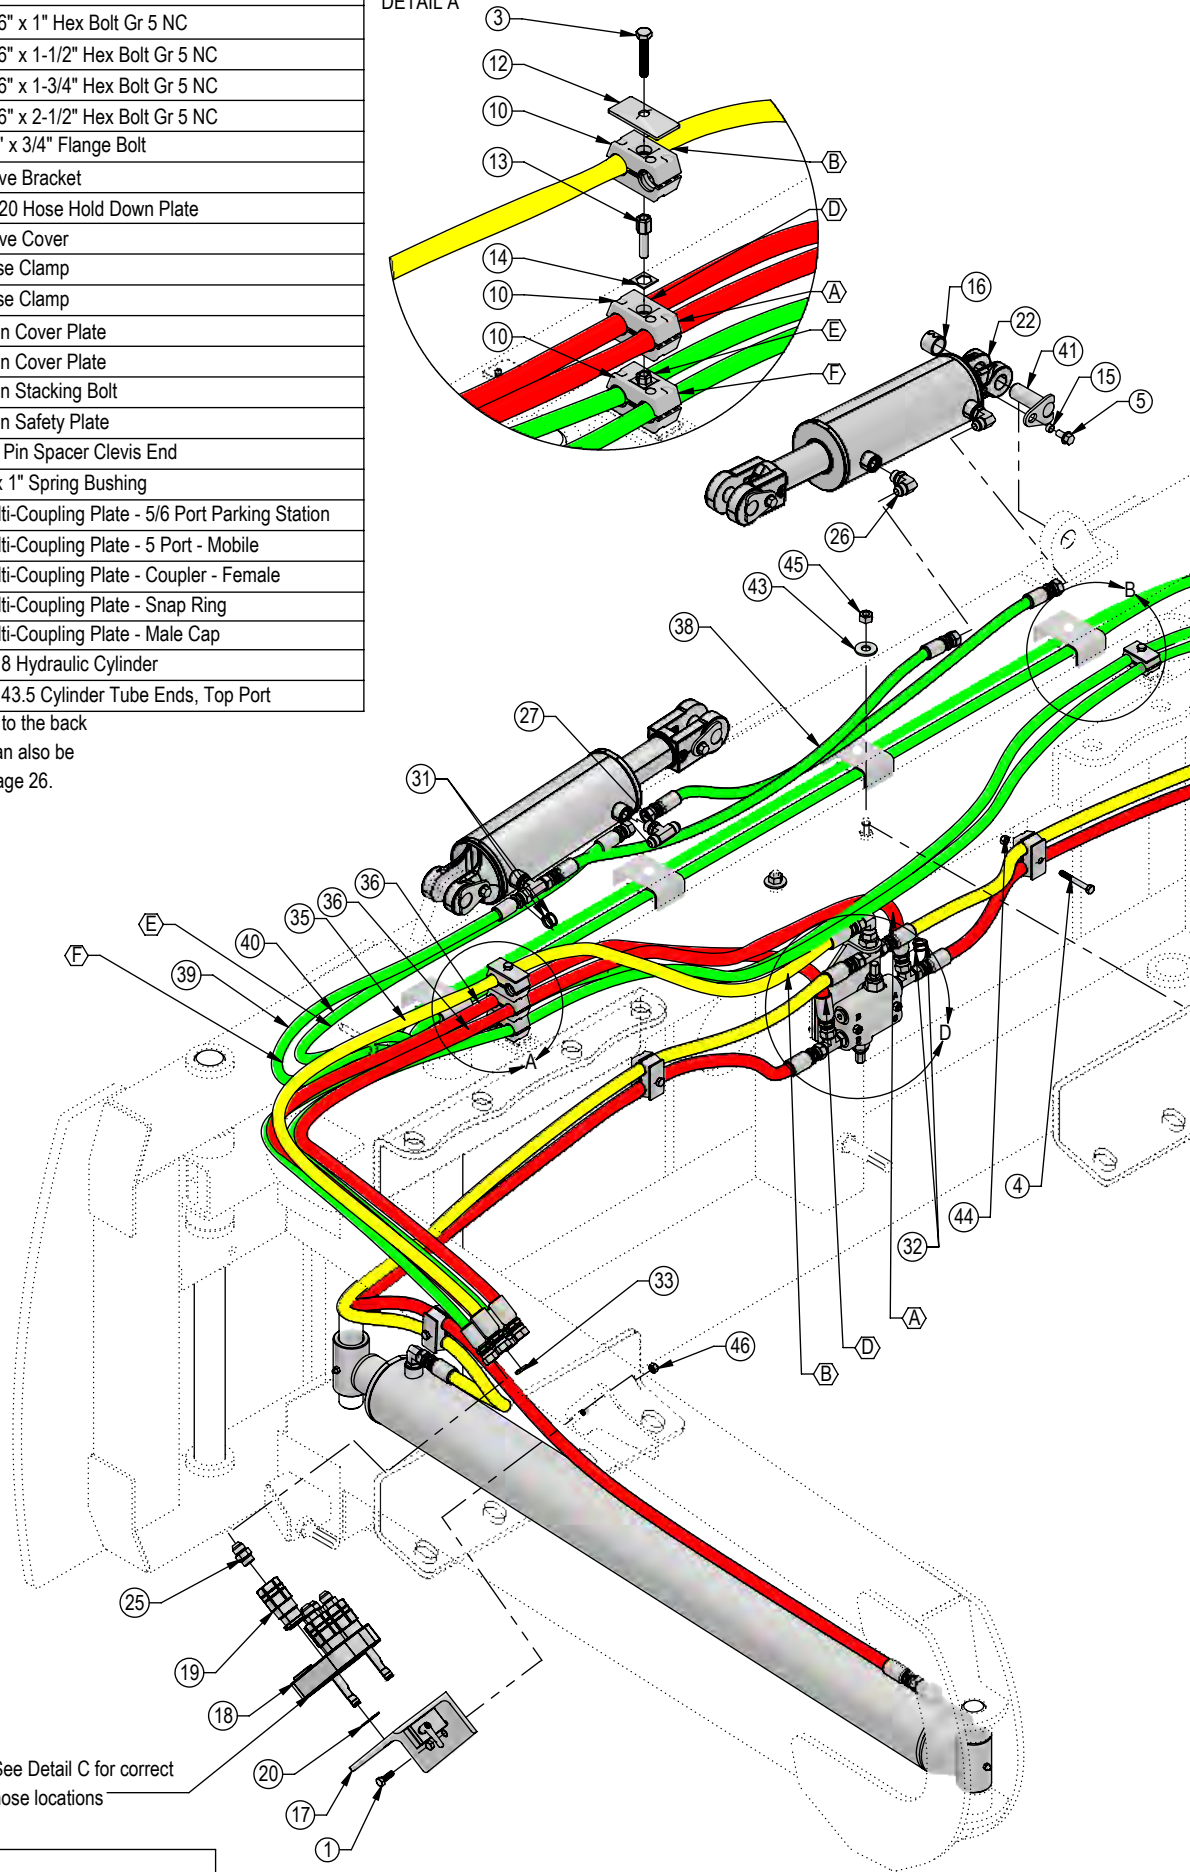 DETAIL A
6" x 1" Hex Bolt Gr 5 NC
6" x 1-1/2" Hex Bolt Gr 5 NC
6" x 1-3/4" Hex Bolt Gr 5 NC
6" x 2-1/2" Hex Bolt Gr 5 NC
" x 3/4" Flange Bolt
ve Bracket
20 Hose Hold Down Plate
ve Cover
se Clamp
se Clamp
n Cover Plate
n Cover Plate
n Stacking Bolt
n Safety Plate
Pin Spacer Clevis End
x 1" Spring Bushing
lti-Coupling Plate - 5/6 Port Parking Station
lti-Coupling Plate - 5 Port - Mobile
lti-Coupling Plate - Coupler - Female
lti-Coupling Plate - Snap Ring
lti-Coupling Plate - Male Cap
8 Hydraulic Cylinder
43.5 Cylinder Tube Ends, Top Port
to the back
an also be
age 26.
3
12
10
B
13
D
14
10
A
10
E
F
16
22
41
15
5
26
45
43
B
38
27
31
36
36
35
E
40
F
39
A
D
4
44
32
A
D
B
33
46
25
19
18
20
17
1
See Detail C for correct
hose locations